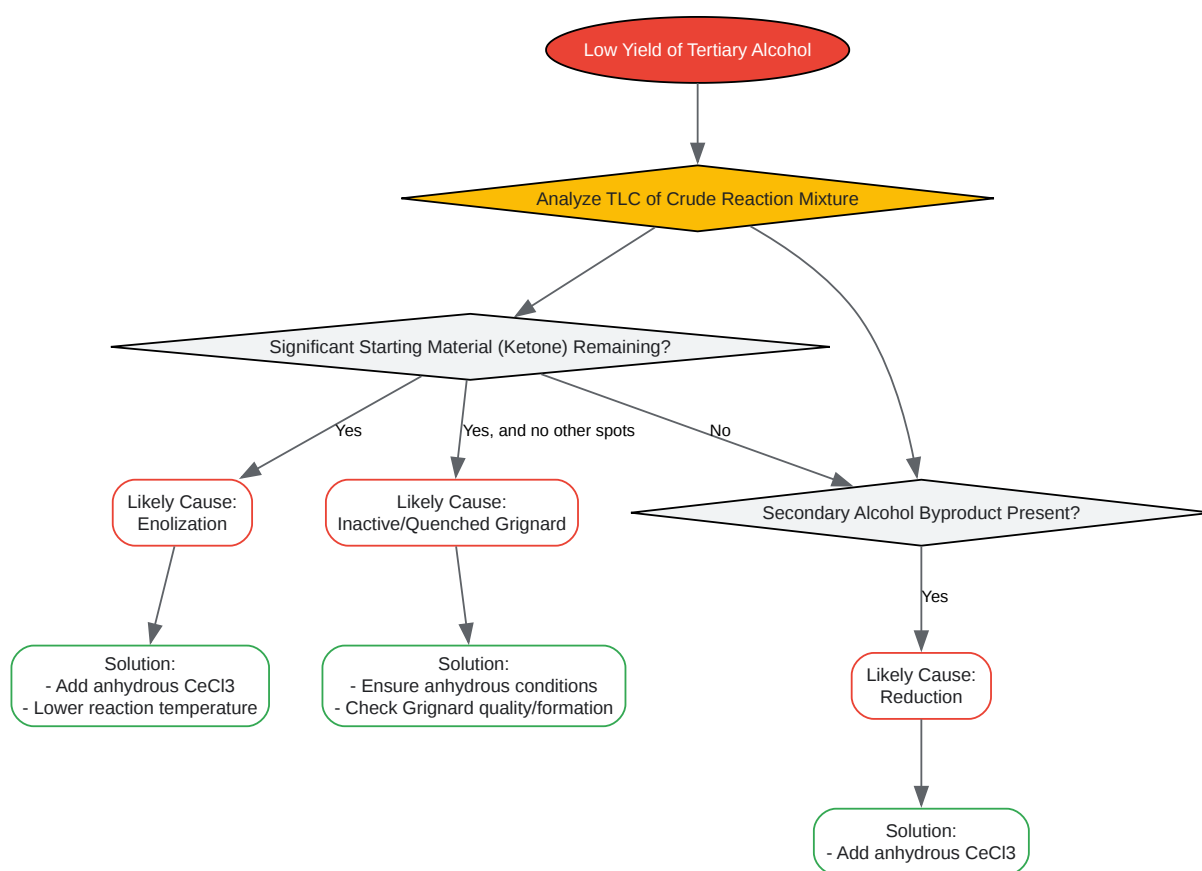 Low Yield of Tertiary Alcohol
Analyze TLC of Crude Reaction Mixture
Significant Starting Material (Ketone) Remaining?
Yes
Yes, and no other spots
No
Likely Cause:
Enolization
Likely Cause:
Inactive/Quenched Grignard
Secondary Alcohol Byproduct Present?
Yes
Solution:
- Add anhydrous CeCl3
- Lower reaction temperature
Solution:
- Ensure anhydrous conditions
- Check Grignard quality/formation
Likely Cause:
Reduction
Solution:
- Add anhydrous CeCl3